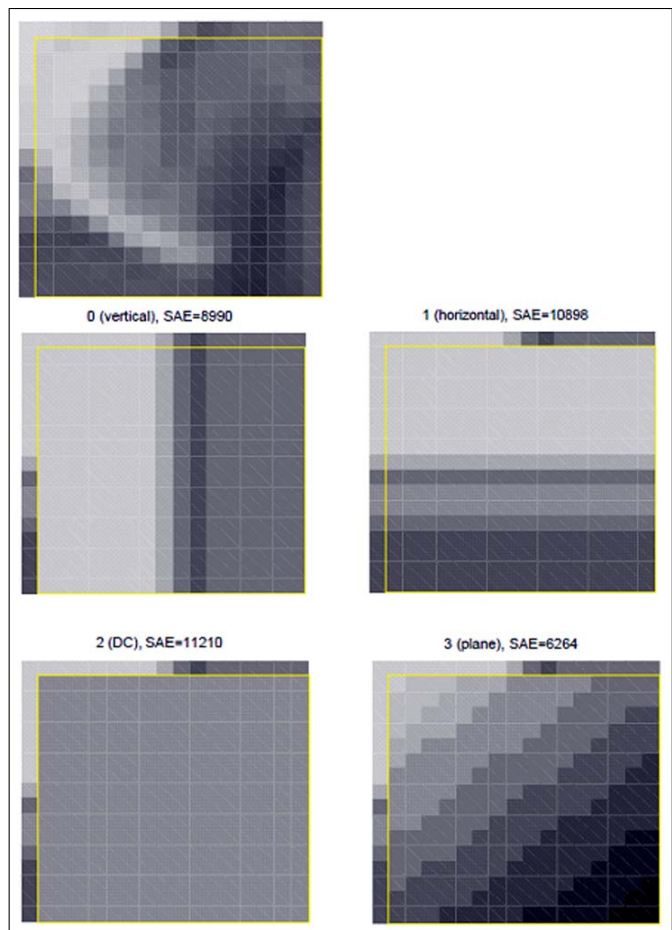 0 (vertical), SAE=8990
1 (horizontal), SAE=10898
2 (DC), SAE=11210
3 (plane), SAE=6264